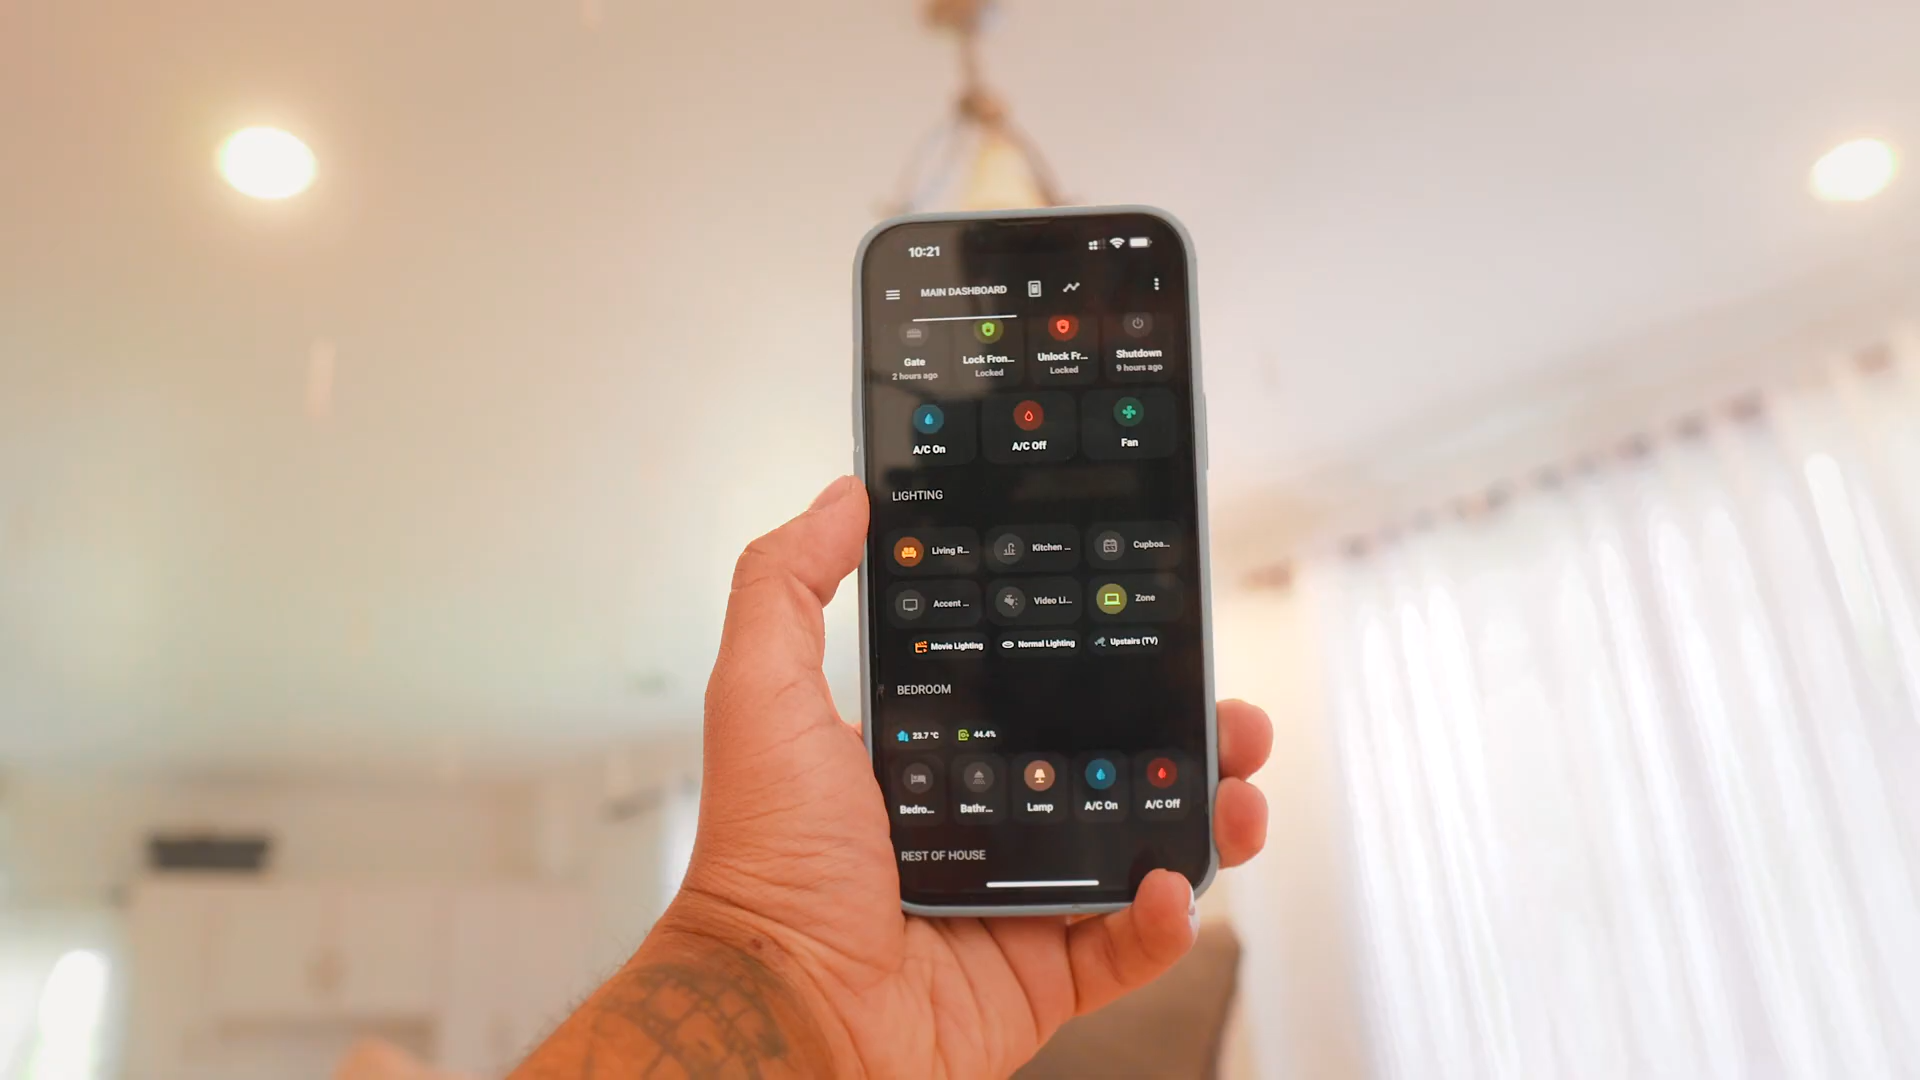 10:21
MAIN DASHBOARD
Gate Lock Fron... Unlock Fr... Shutdown
2 hours ago Locked Locked 9 hours ago
A/C On A/C Off Fan
LIGHTING
Living R... Kitchen ... Cupboa...
Accent ... Video Li... Zone
Movie Lighting Normal Lighting Upstairs (TV)
BEDROOM
23.7 °C 44.4%
Bedro... Bathr... Lamp A/C On A/C Off
REST OF HOUSE